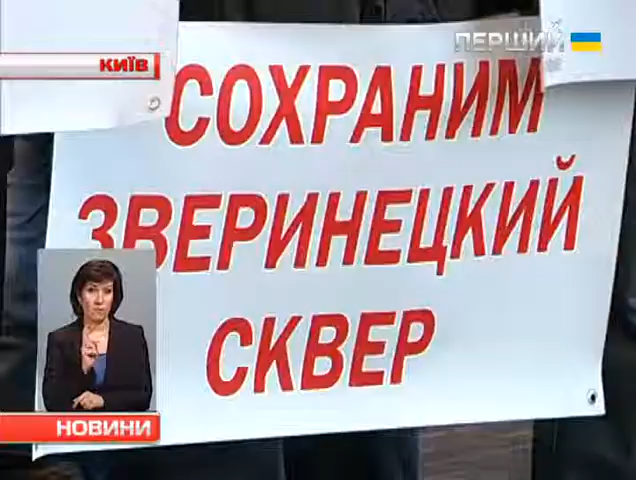 ПЕРШИЙ
КИЇВ
СОХРАНИМ
ЗВЕРИНЕЦКИЙ
СКВЕР
НОВИНИ